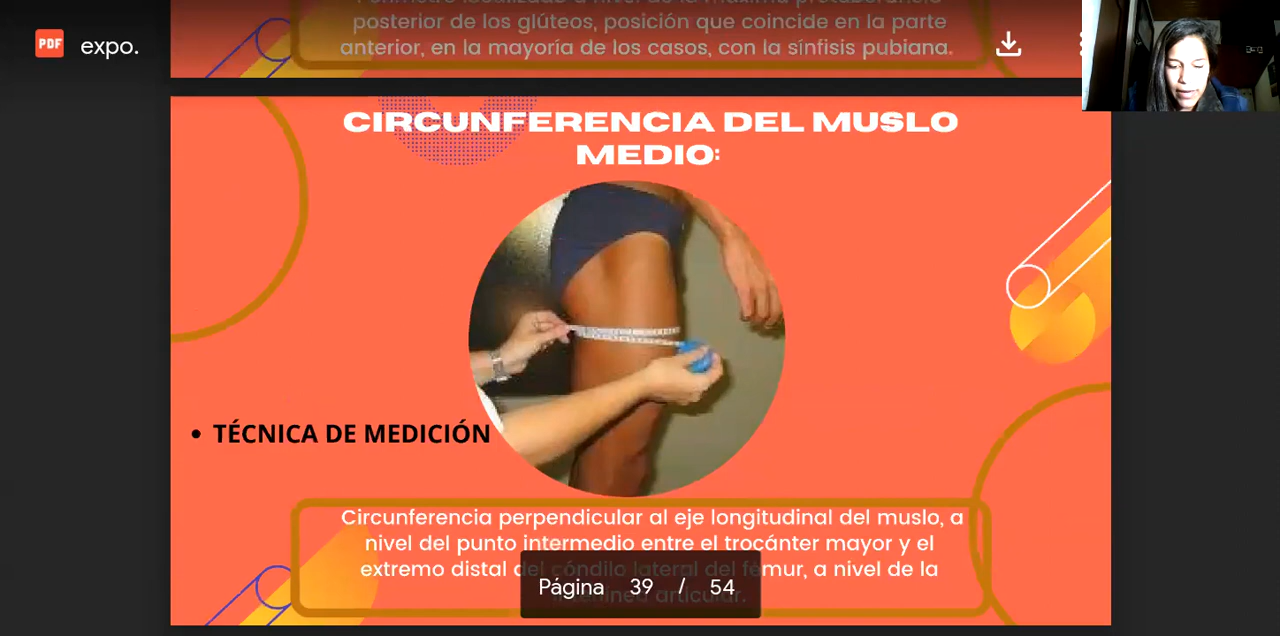 posterior de los glúteos, posición que coincide en la parte
anterior, en la mayoría de los casos, con la sínfisis pubiana.
PDF
expo.
CIRCUNFERENCIA DEL MUSLO
MEDIO:
• TÉCNICA DE MEDICIÓN
Circunferencia perpendicular al eje longitudinal del muslo, a
nivel del punto intermedio entre el trocánter mayor y el
extremo distal del cóndilo lateral del fémur, a nivel de la
articular.
Página 39 / 54